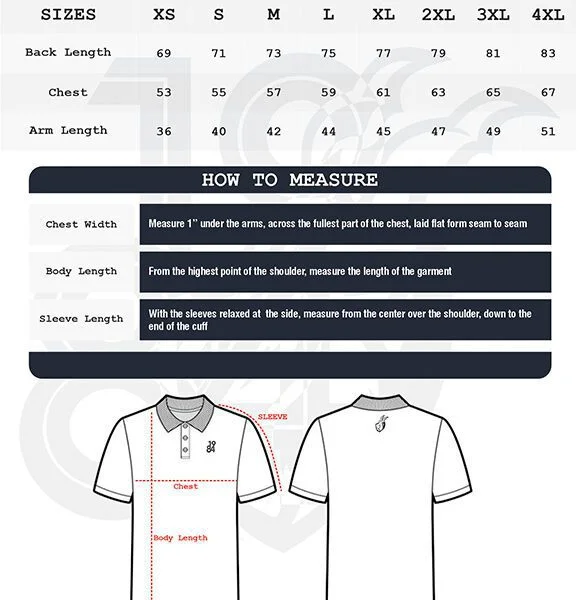 SIZES XS S M L XL 2XL 3XL 4XL
Back Length 69 71 73 75 77 79 81 83
Chest 53 55 57 59 61 63 65 67
Arm Length 36 40 42 44 45 47 49 51
HOW TO MEASURE
Chest Width Measure 1” under the arms, across the fullest part of the chest, laid flat form seam to seam
Body Length From the highest point of the shoulder, measure the length of the garment
Sleeve Length With the sleeves relaxed at the side, measure from the center over the shoulder, down to the
end of the cuff
SLEEVE
19
84
Chest
Body Length